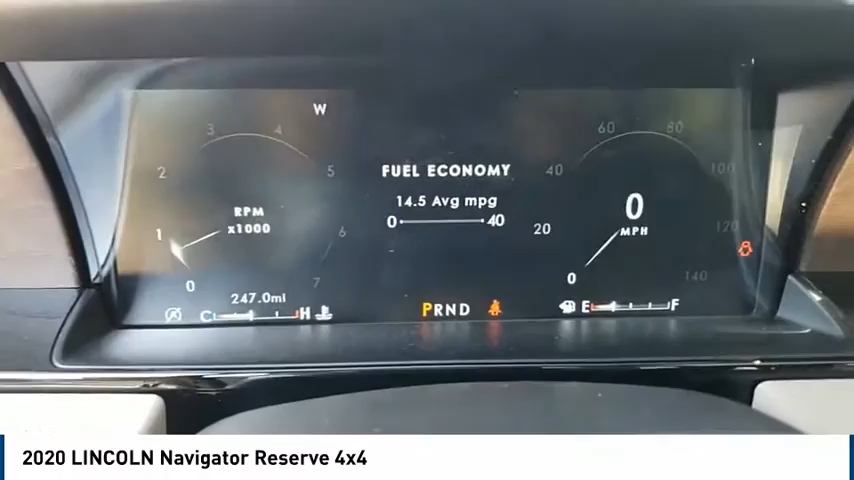 W
3 4
2 5
1 6
0 7
RPM
x1000
247.0mi
C H
FUEL ECONOMY
14.5 Avg mpg
0 40
PRND
60 80
40 100
20 120
0 140
0
MPH
E F
2020 LINCOLN Navigator Reserve 4x4